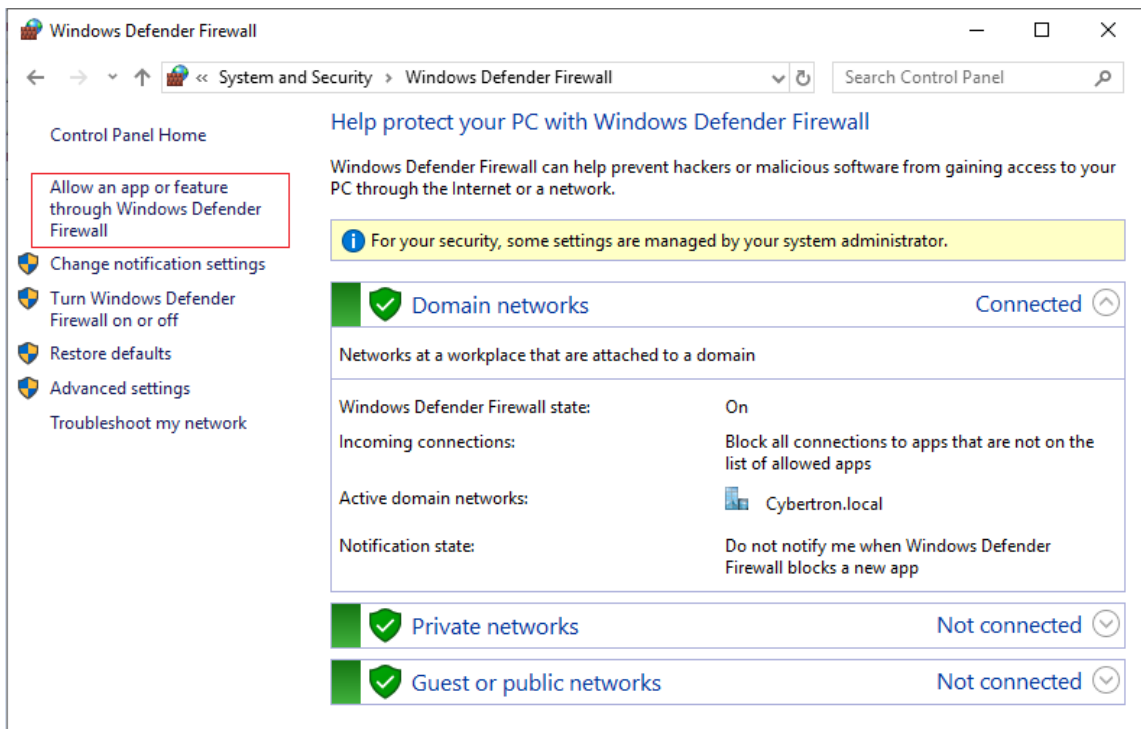 Windows Defender Firewall
« System and Security > Windows Defender Firewall
Search Control Panel
Control Panel Home
Allow an app or feature
through Windows Defender
Firewall
Change notification settings
Turn Windows Defender
Firewall on or off
Restore defaults
Advanced settings
Troubleshoot my network
Help protect your PC with Windows Defender Firewall
Windows Defender Firewall can help prevent hackers or malicious software from gaining access to your
PC through the Internet or a network.
For your security, some settings are managed by your system administrator.
Domain networks Connected
Networks at a workplace that are attached to a domain
Windows Defender Firewall state: On
Incoming connections: Block all connections to apps that are not on the
list of allowed apps
Active domain networks: Cybertron.local
Notification state: Do not notify me when Windows Defender
Firewall blocks a new app
Private networks Not connected
Guest or public networks Not connected